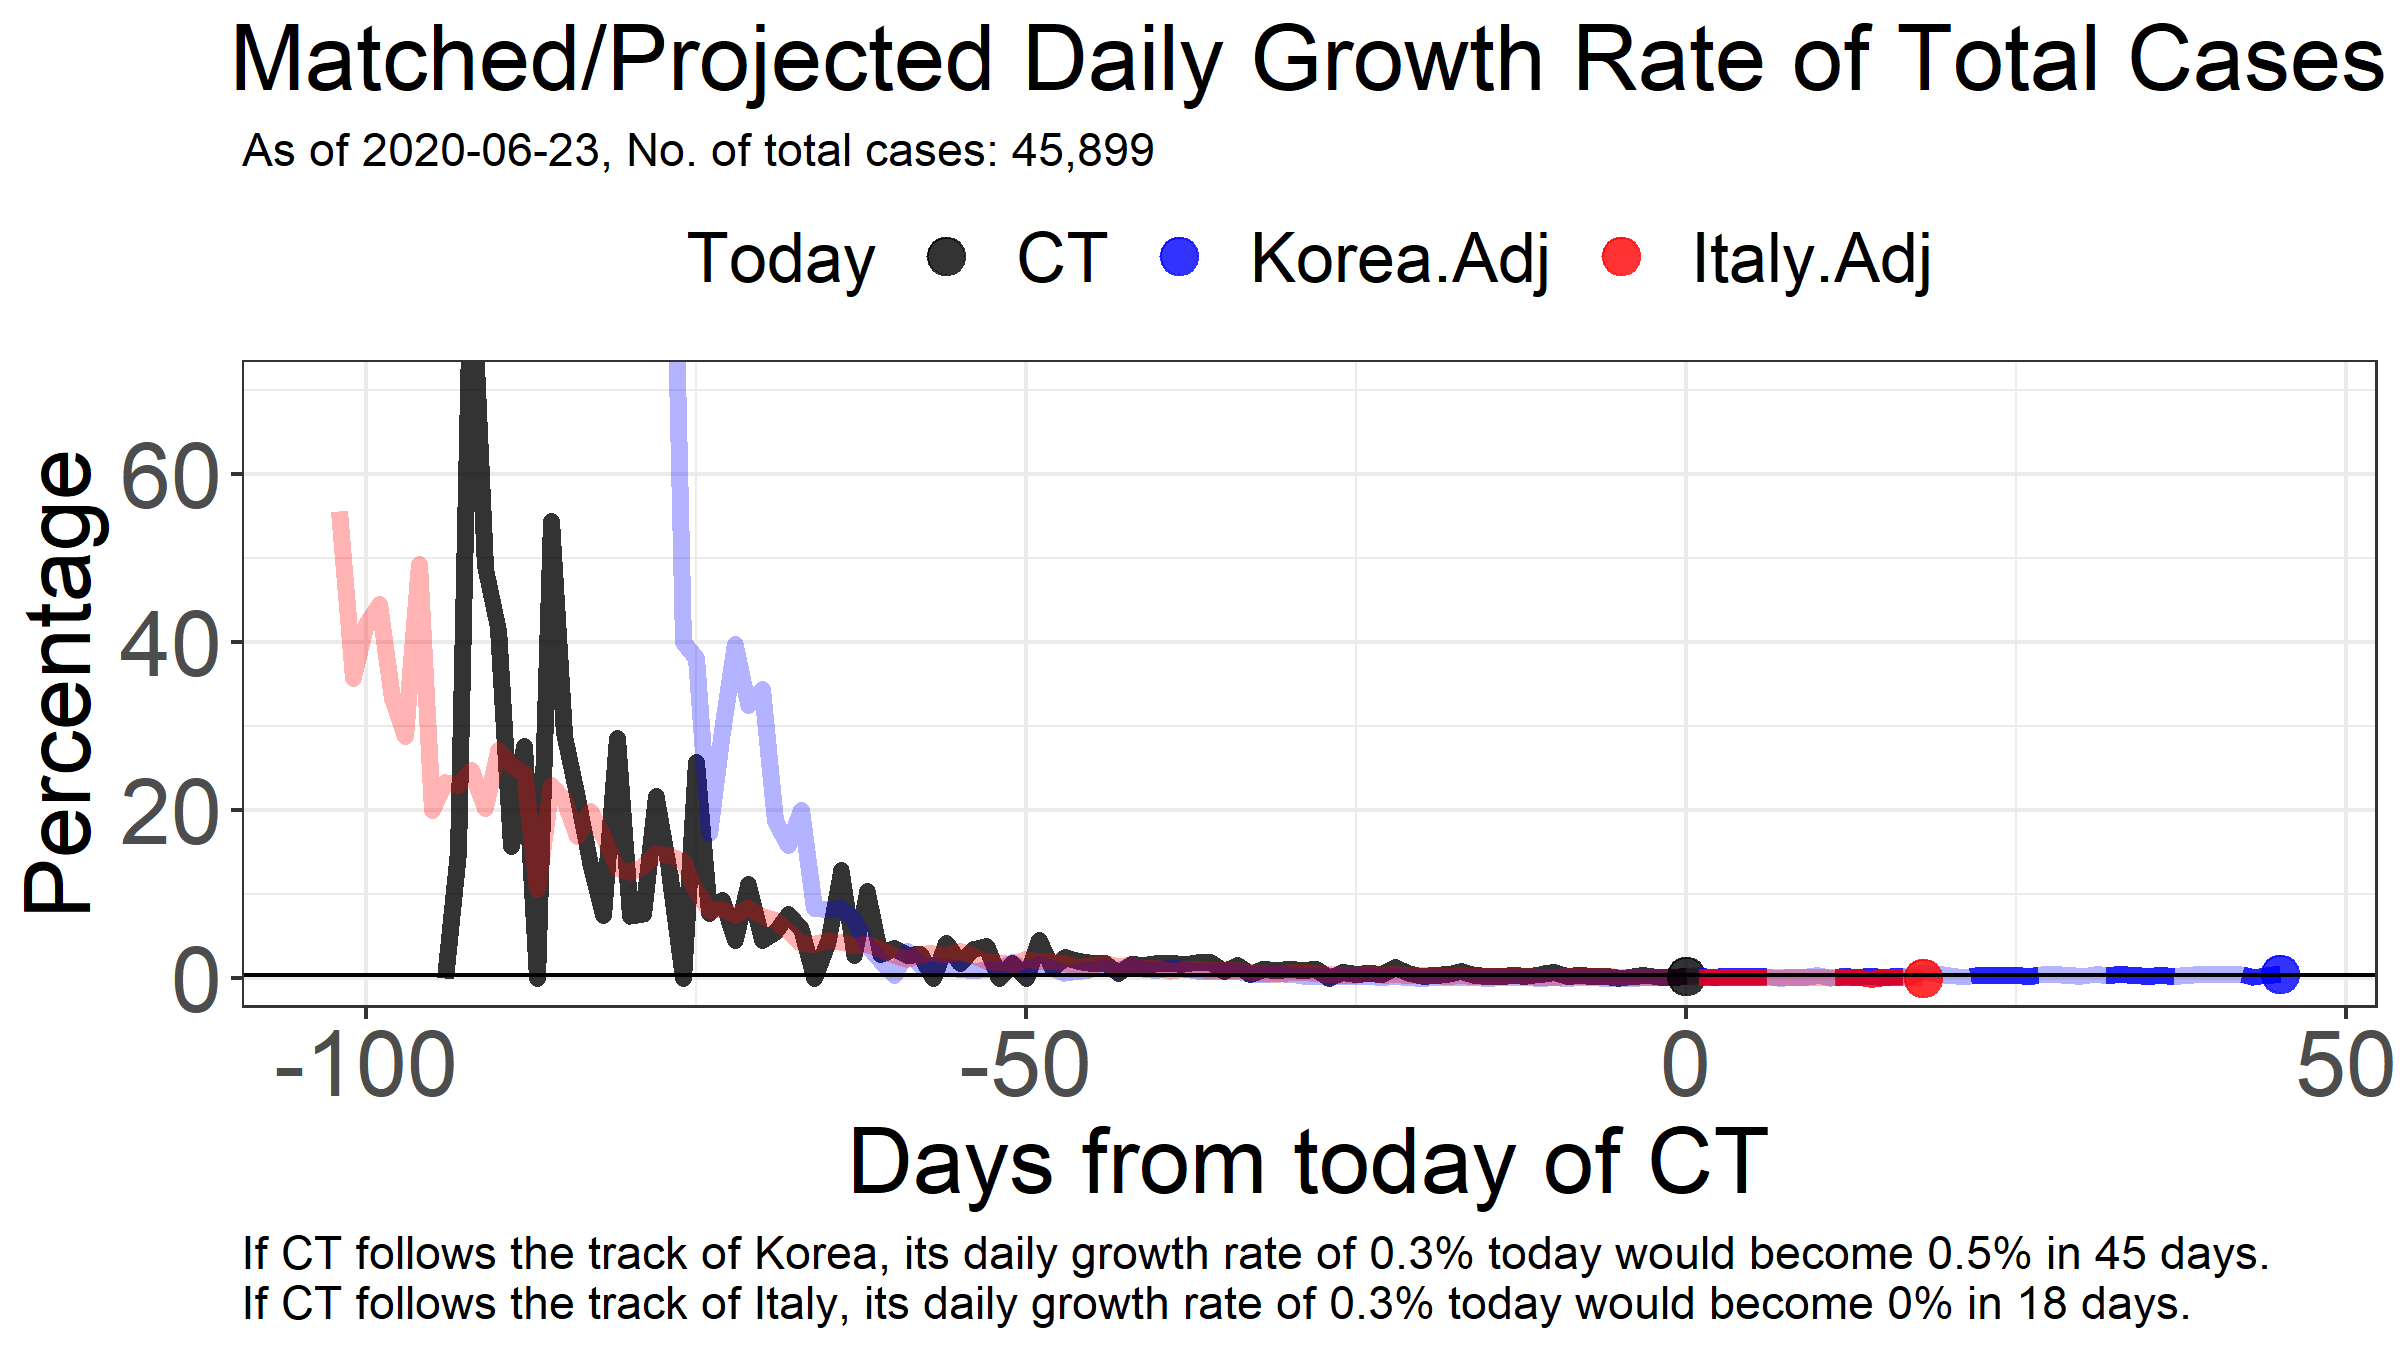 Matched/Projected Daily Growth Rate of Total Cases
As of 2020-06-23, No. of total cases: 45,899
Today CT Korea.Adj Italy.Adj
Percentage
60
40
20
0
-100 -50 0 50
Days from today of CT
If CT follows the track of Korea, its daily growth rate of 0.3% today would become 0.5% in 45 days.
If CT follows the track of Italy, its daily growth rate of 0.3% today would become 0% in 18 days.